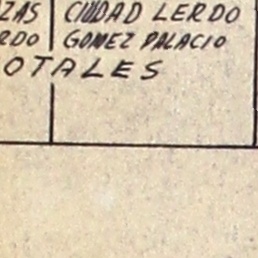 ZAS CIUDAD LERDO
RDO GOMEZ PALACIO
OTALES